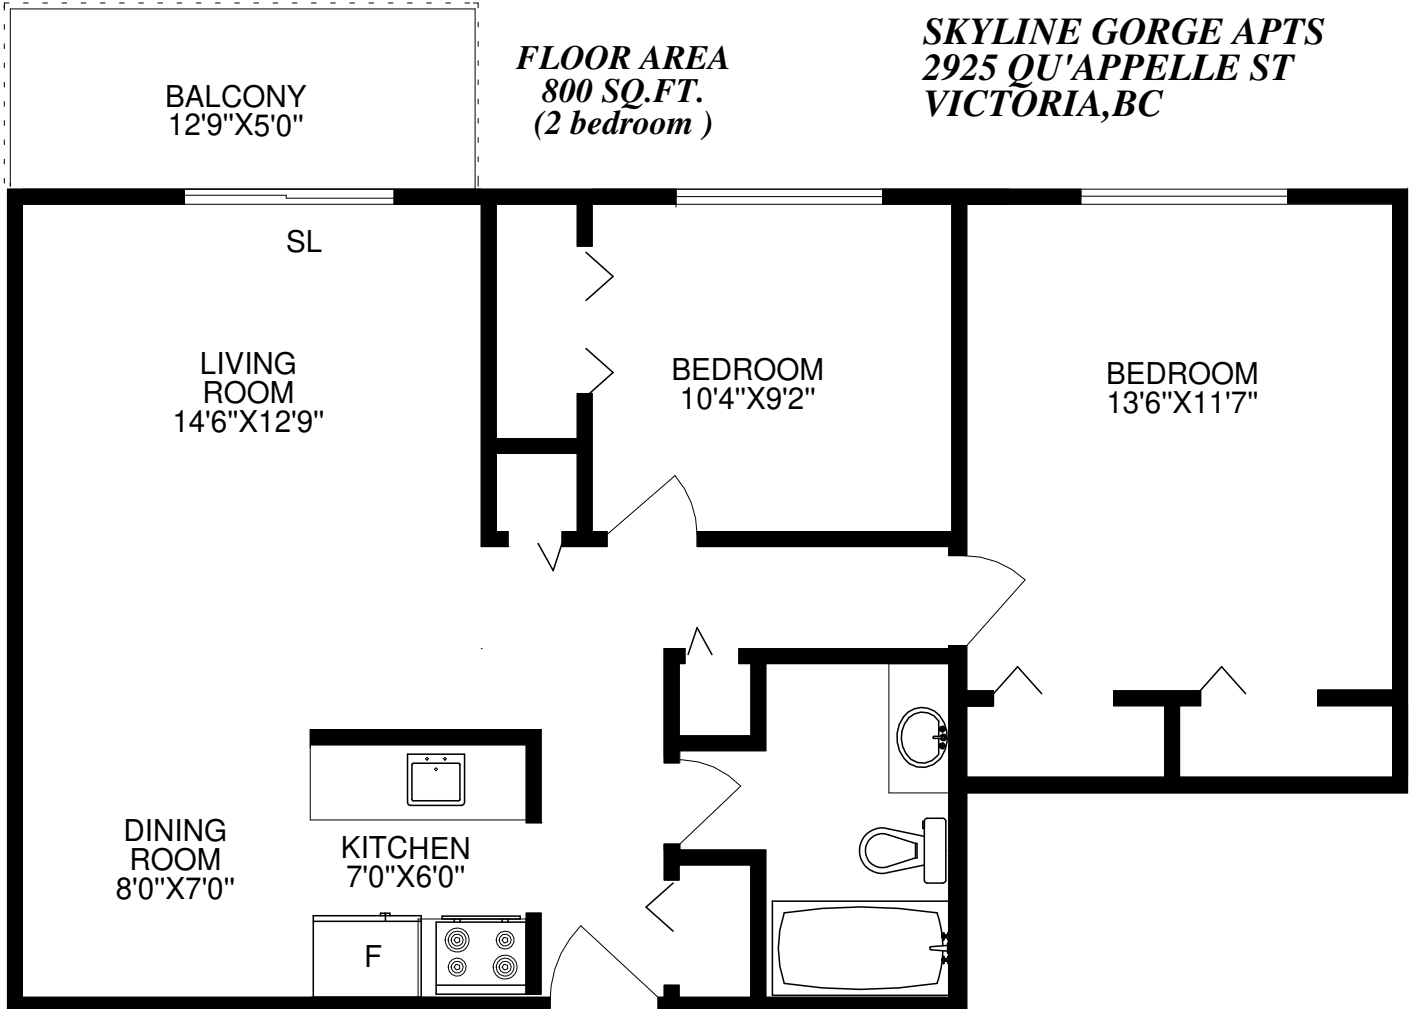 SKYLINE GORGE APTS
2925 QU'APPELLE ST
VICTORIA,BC
FLOOR AREA
800 SQ.FT.
(2 bedroom )
BALCONY
12'9"X5'0"
SL
LIVING
ROOM
14'6"X12'9"
BEDROOM
10'4"X9'2"
BEDROOM
13'6"X11'7"
DINING
ROOM
8'0"X7'0"
KITCHEN
7'0"X6'0"
F